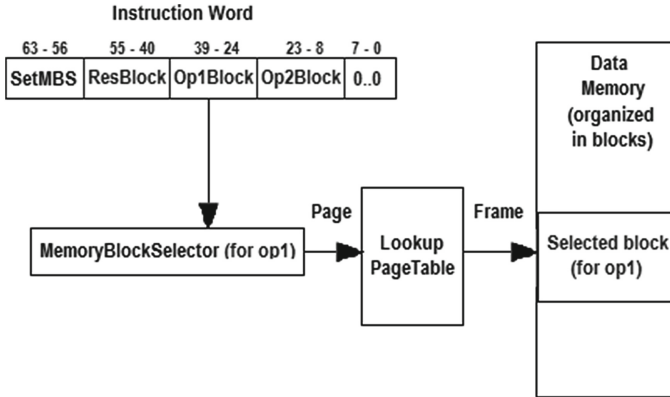 Instruction Word
63 - 56 55 - 40 39 - 24 23 - 8 7 - 0
SetMBS ResBlock Op1Block Op2Block 0..0
Data
Memory
(organized
in blocks)
Page
Frame
MemoryBlockSelector (for op1)
Lookup
PageTable
Selected block
(for op1)